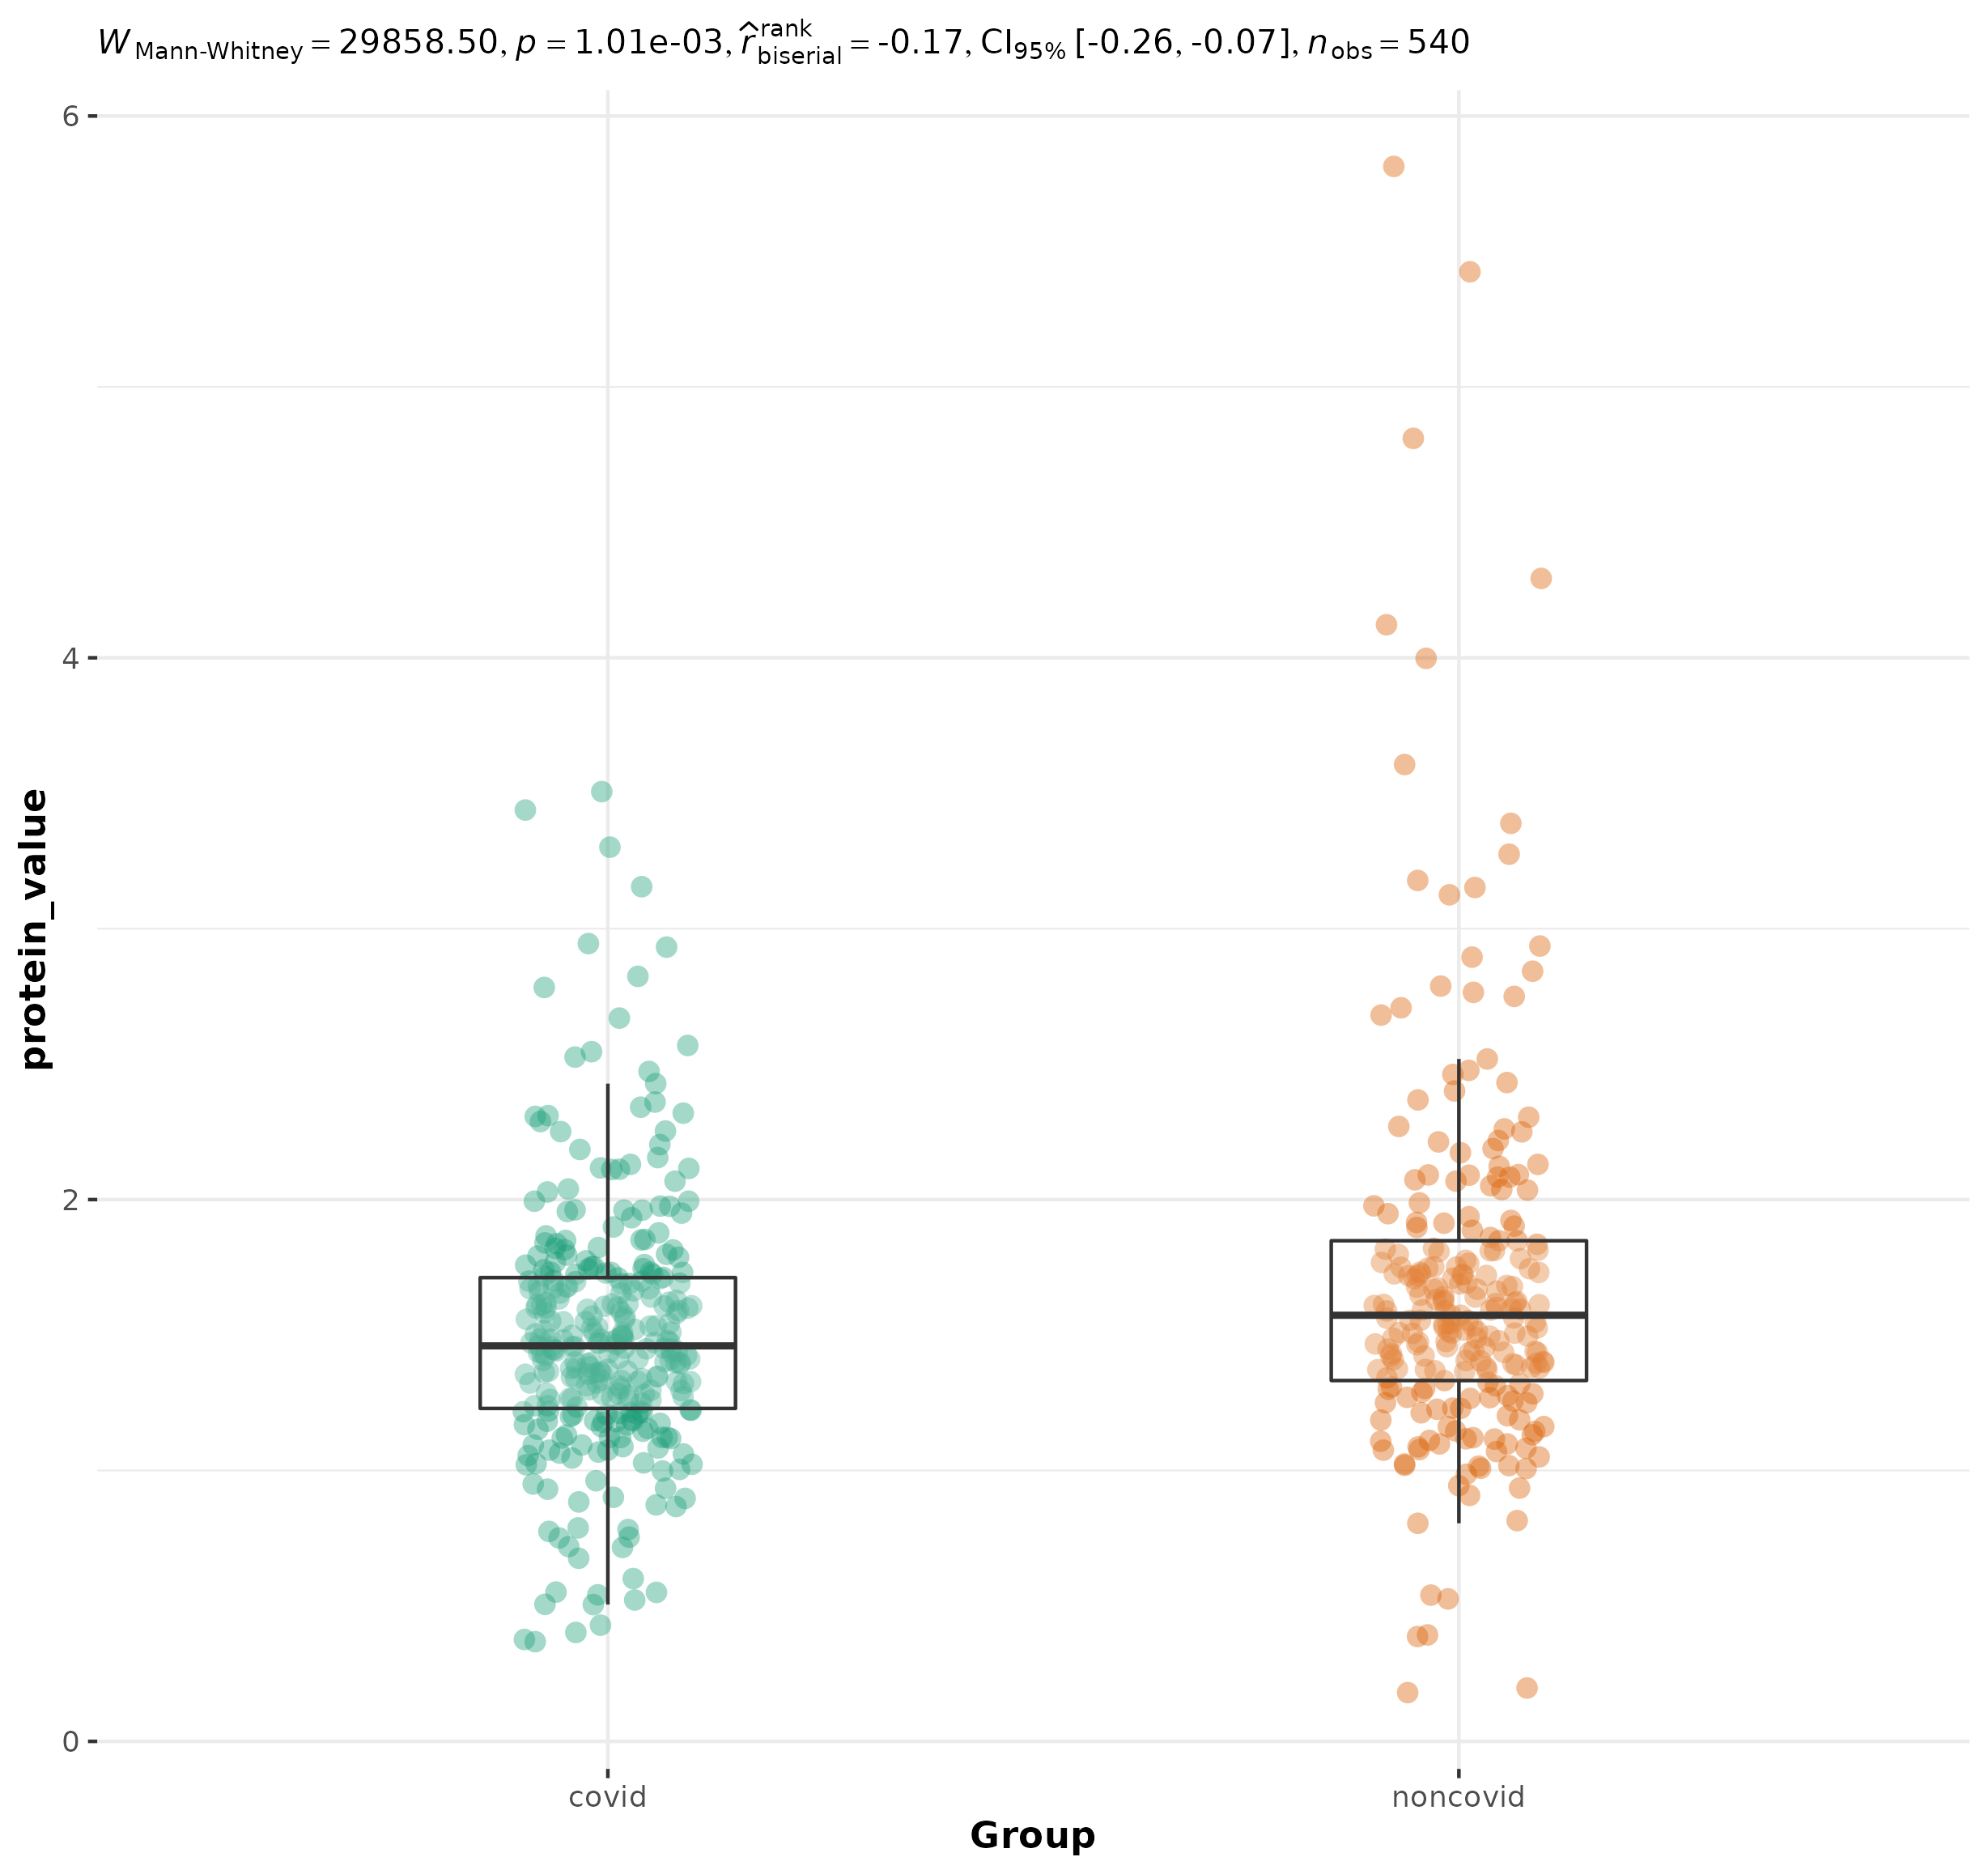 W Mann-Whitney = 29858.50, p = 1.01e-03, r̂ rank biserial = -0.17, CI95% [-0.26, -0.07], n obs = 540
6
4
2
0
protein_value
covid noncovid
Group